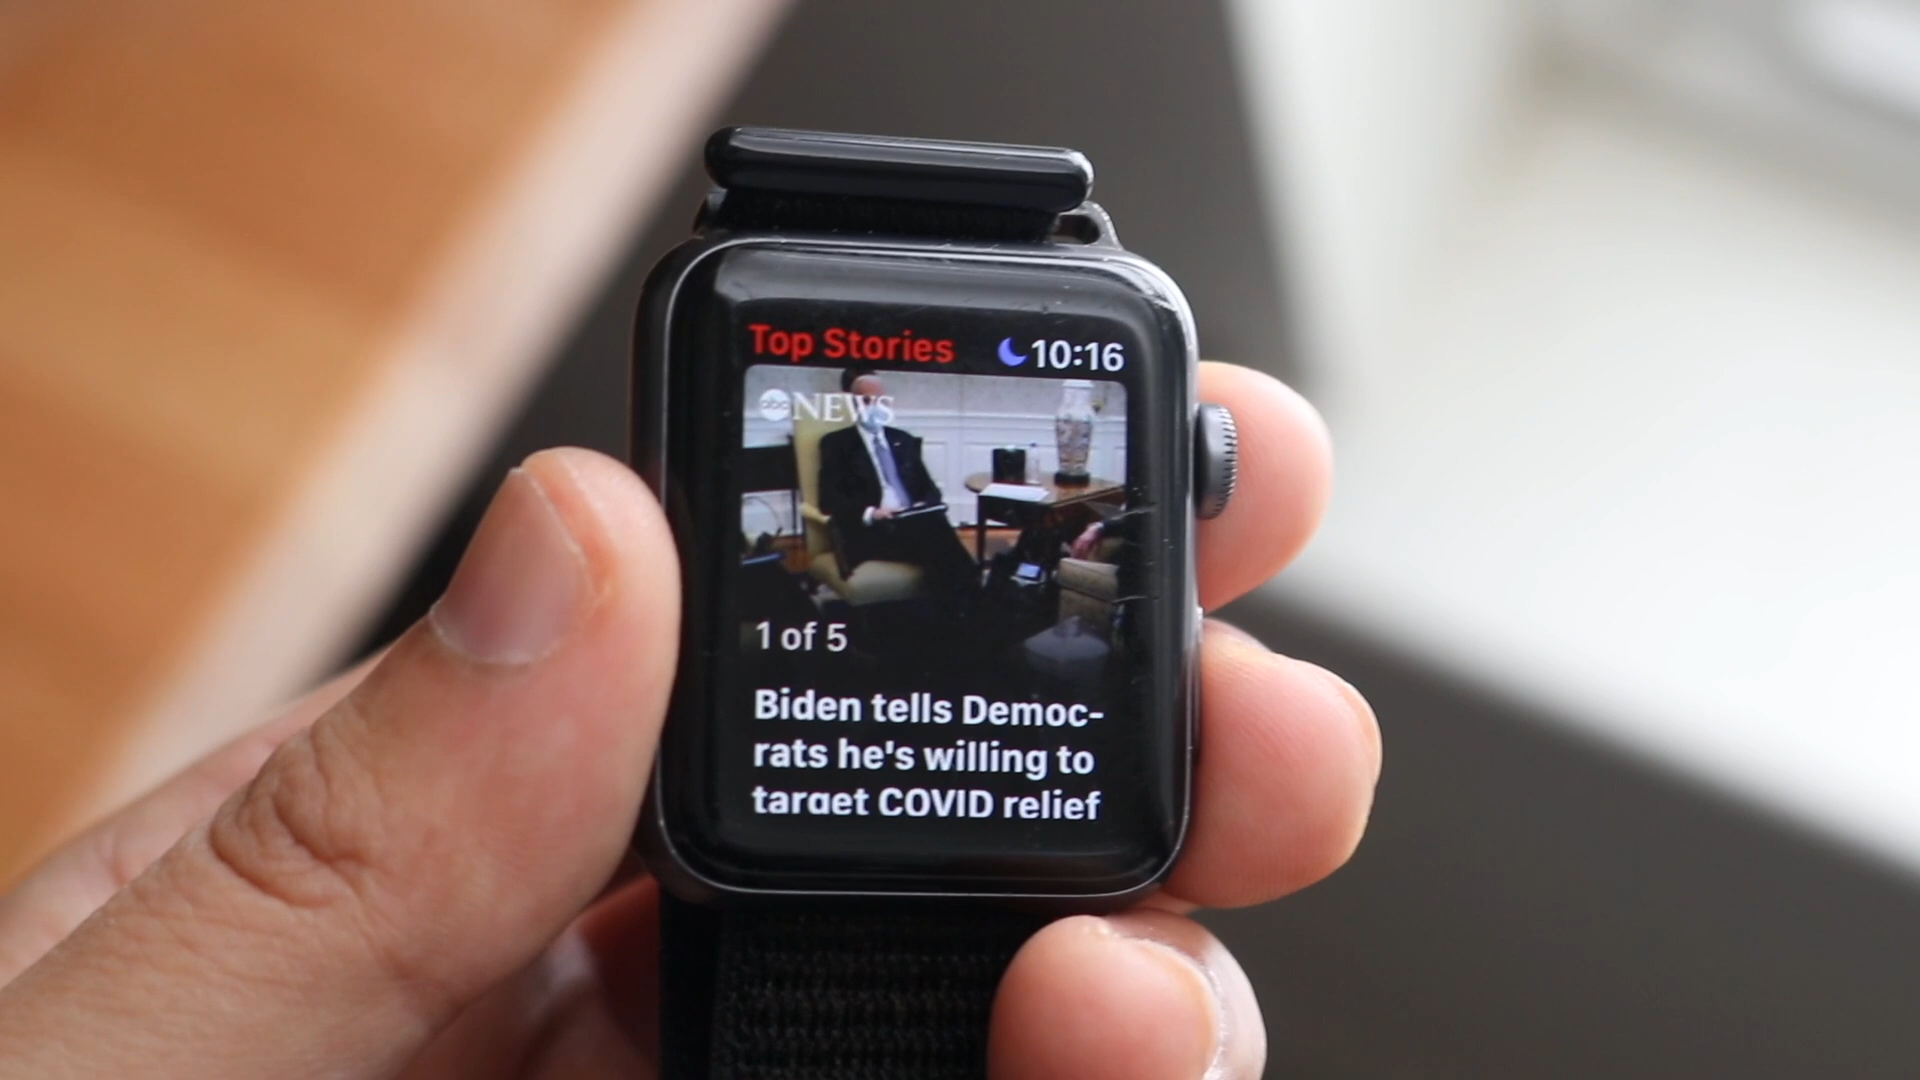 Top Stories 10:16
abc NEWS
1 of 5
Biden tells Democ-
rats he's willing to
target COVID relief